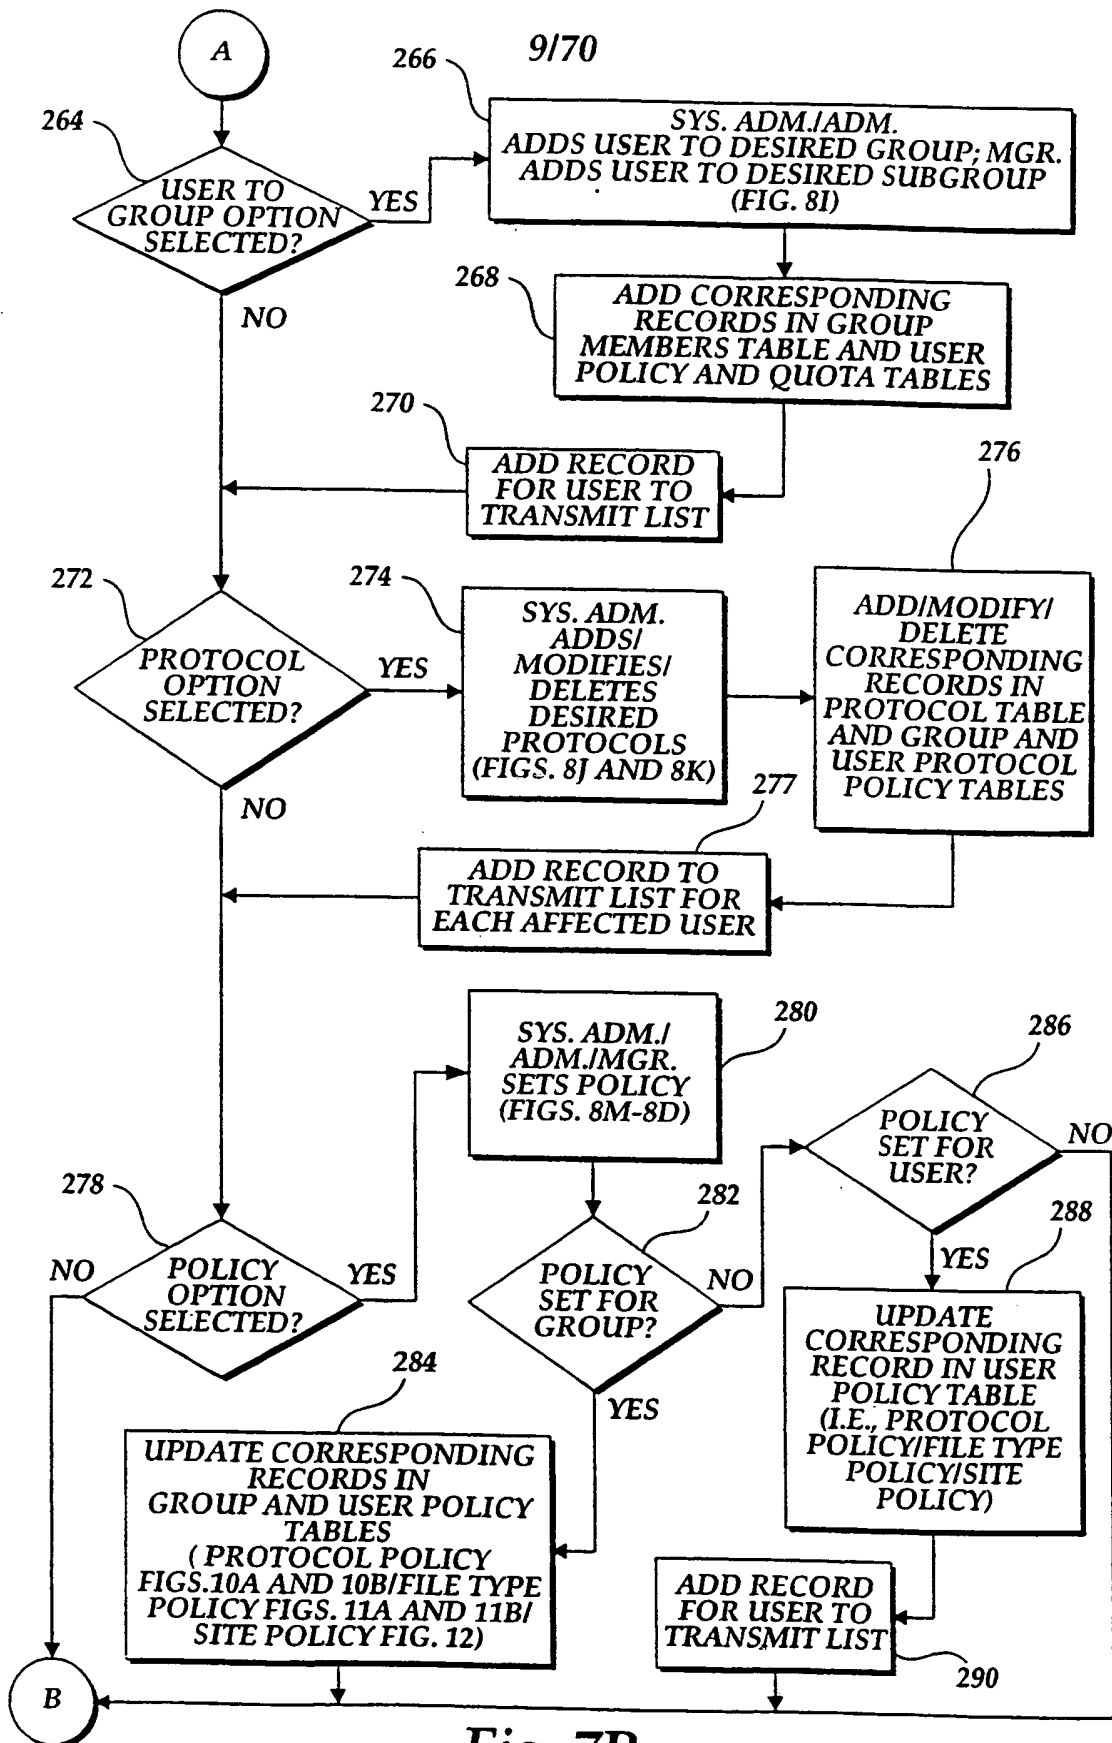 A
9/70
264
266
USER TO
GROUP OPTION
SELECTED?
YES
NO
SYS. ADM./ADM.
ADDS USER TO DESIRED GROUP; MGR.
ADDS USER TO DESIRED SUBGROUP
(FIG. 8I)
268
ADD CORRESPONDING
RECORDS IN GROUP
MEMBERS TABLE AND USER
POLICY AND QUOTA TABLES
270
ADD RECORD
FOR USER TO
TRANSMIT LIST
272
PROTOCOL
OPTION
SELECTED?
YES
NO
274
SYS. ADM.
ADDS/
MODIFIES/
DELETES
DESIRED
PROTOCOLS
(FIGS. 8J AND 8K)
276
ADD/MODIFY/
DELETE
CORRESPONDING
RECORDS IN
PROTOCOL TABLE
AND GROUP AND
USER PROTOCOL
POLICY TABLES
277
ADD RECORD TO
TRANSMIT LIST FOR
EACH AFFECTED USER
278
POLICY
OPTION
SELECTED?
NO
YES
280
SYS. ADM./
ADM./MGR.
SETS POLICY
(FIGS. 8M-8D)
282
POLICY
SET FOR
GROUP?
NO
YES
286
POLICY
SET FOR
USER?
NO
YES
288
UPDATE
CORRESPONDING
RECORD IN USER
POLICY TABLE
(I.E., PROTOCOL
POLICY/FILE TYPE
POLICY/SITE
POLICY)
284
UPDATE CORRESPONDING
RECORDS IN
GROUP AND USER POLICY
TABLES
( PROTOCOL POLICY
FIGS.10A AND 10B/FILE TYPE
POLICY FIGS. 11A AND 11B/
SITE POLICY FIG. 12)
ADD RECORD
FOR USER TO
TRANSMIT LIST
290
B